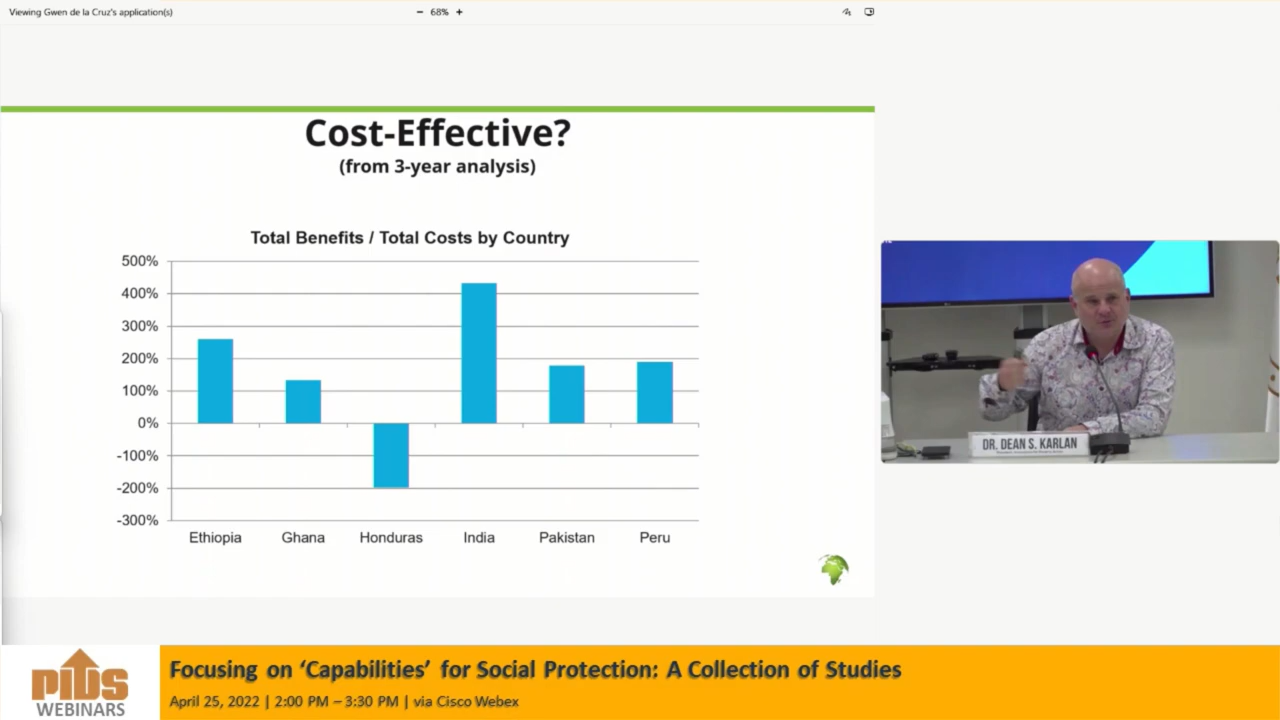 Viewing Gwen de la Cruz's application(s)
− 68% +
Cost-Effective?
(from 3-year analysis)
Total Benefits / Total Costs by Country
500%
400%
300%
200%
100%
0%
-100%
-200%
-300%
Ethiopia Ghana Honduras India Pakistan Peru
DR. DEAN S. KARLAN
PIDS
WEBINARS
Focusing on ‘Capabilities’ for Social Protection: A Collection of Studies
April 25, 2022 | 2:00 PM – 3:30 PM | via Cisco Webex